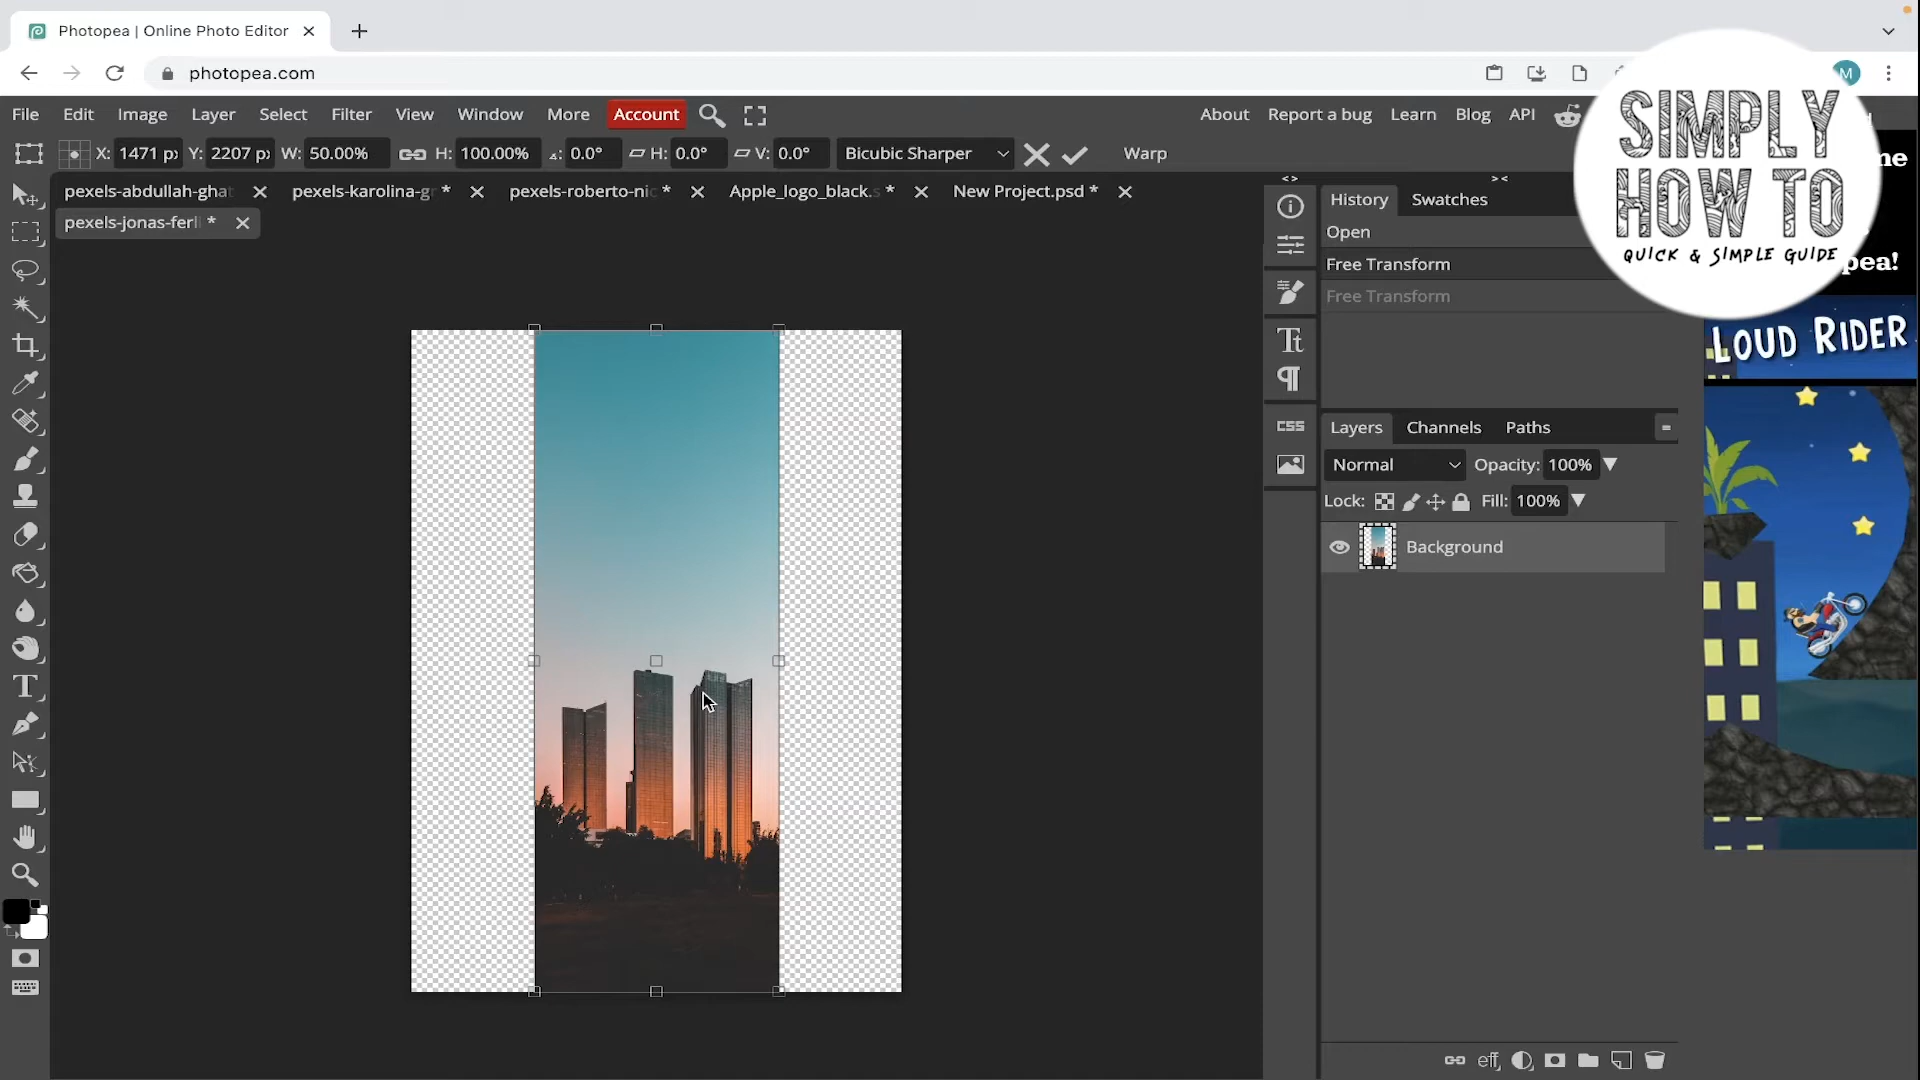 Photopea | Online Photo Editor
photopea.com
M
File Edit Image Layer Select Filter View Window More Account
About Report a bug Learn Blog API
X: 1471 p Y: 2207 p W: 50.00% H: 100.00% 0.0° H: 0.0° V: 0.0° Bicubic Sharper Warp
pexels-abdullah-ghat pexels-karolina-g * pexels-roberto-nic * Apple_logo_black.s * New Project.psd *
pexels-jonas-ferl *
History Swatches
Open
Free Transform
Free Transform
SIMPLY
HOW TO
QUICK & SIMPLE GUIDE
me
pea!
LOUD RIDER
Tt
CSS
Layers Channels Paths
Normal Opacity: 100%
Lock: Fill: 100%
Background
T
eff